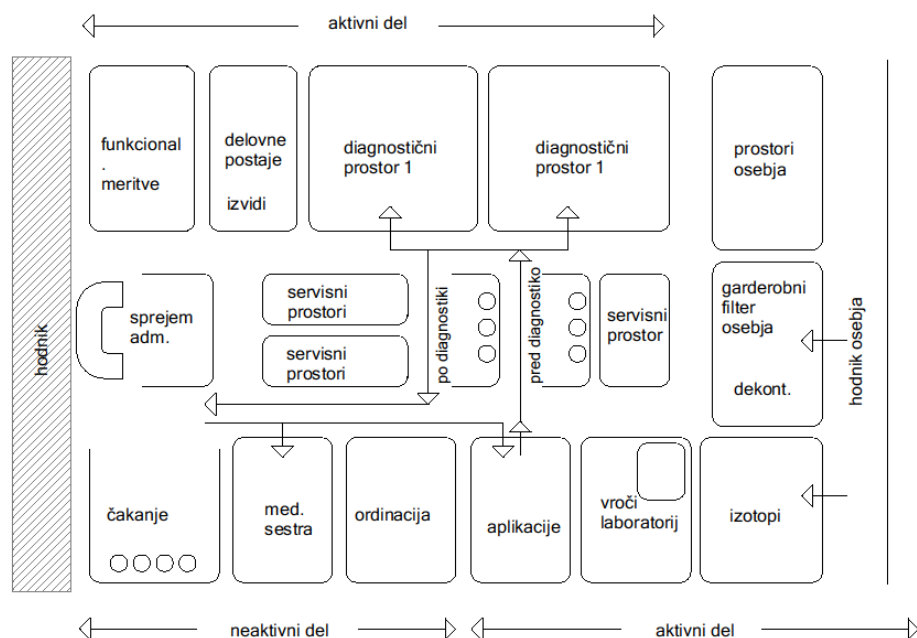 aktivni del
funkcional
.
meritve
delovne
postaje
izvidi
diagnostični
prostor 1
diagnostični
prostor 1
prostori
osebja
hodnik
sprejem
adm.
servisni
prostori
servisni
prostori
po diagnostiki
pred diagnostiko
servisni
prostor
garderobni
filter
osebja
dekont.
hodnik osebja
čakanje
med.
sestra
ordinacija
aplikacije
vroči
laboratorij
izotopi
neaktivni del
aktivni del